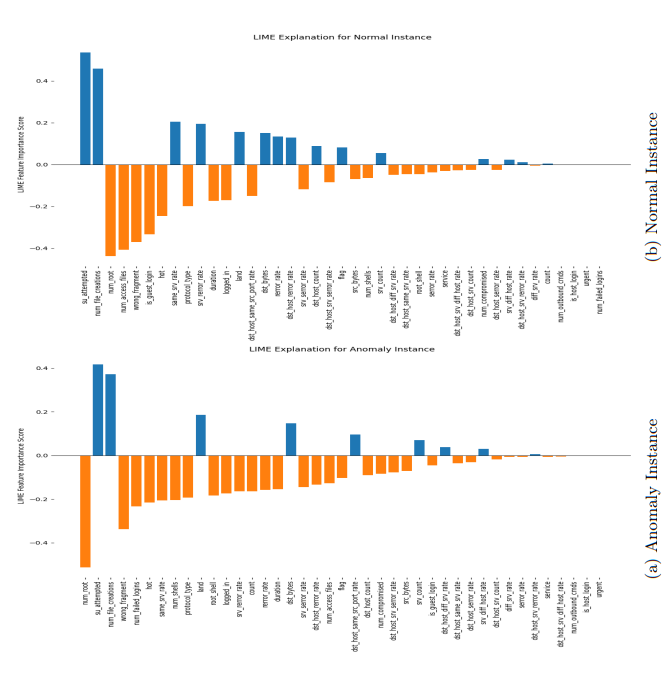 LIME Explanation for Normal Instance
LIME Feature Importance Score
0.4
0.2
0.0
−0.2
−0.4
su_attempted
num_file_creations
num_root
num_access_files
wrong_fragment
is_guest_login
hot
same_srv_rate
protocol_type
srv_rerror_rate
duration
logged_in
land
dst_host_same_src_port_rate
dst_bytes
rerror_rate
dst_host_rerror_rate
srv_serror_rate
dst_host_count
dst_host_srv_serror_rate
flag
src_bytes
num_shells
srv_count
dst_host_diff_srv_rate
dst_host_same_srv_rate
root_shell
serror_rate
service
dst_host_srv_diff_host_rate
dst_host_srv_count
num_compromised
dst_host_serror_rate
srv_diff_host_rate
dst_host_srv_rerror_rate
diff_srv_rate
count
num_outbound_cmds
is_host_login
urgent
num_failed_logins
(b) Normal Instance
LIME Explanation for Anomaly Instance
LIME Feature Importance Score
0.4
0.2
0.0
−0.2
−0.4
num_root
su_attempted
num_file_creations
wrong_fragment
num_failed_logins
hot
same_srv_rate
num_shells
protocol_type
land
root_shell
logged_in
srv_rerror_rate
count
rerror_rate
duration
dst_bytes
srv_serror_rate
dst_host_rerror_rate
num_access_files
flag
dst_host_same_src_port_rate
dst_host_count
num_compromised
dst_host_srv_serror_rate
src_bytes
srv_count
is_guest_login
dst_host_diff_srv_rate
dst_host_same_srv_rate
dst_host_serror_rate
srv_diff_host_rate
dst_host_srv_count
diff_srv_rate
serror_rate
dst_host_srv_rerror_rate
service
dst_host_srv_diff_host_rate
num_outbound_cmds
is_host_login
urgent
(a) Anomaly Instance